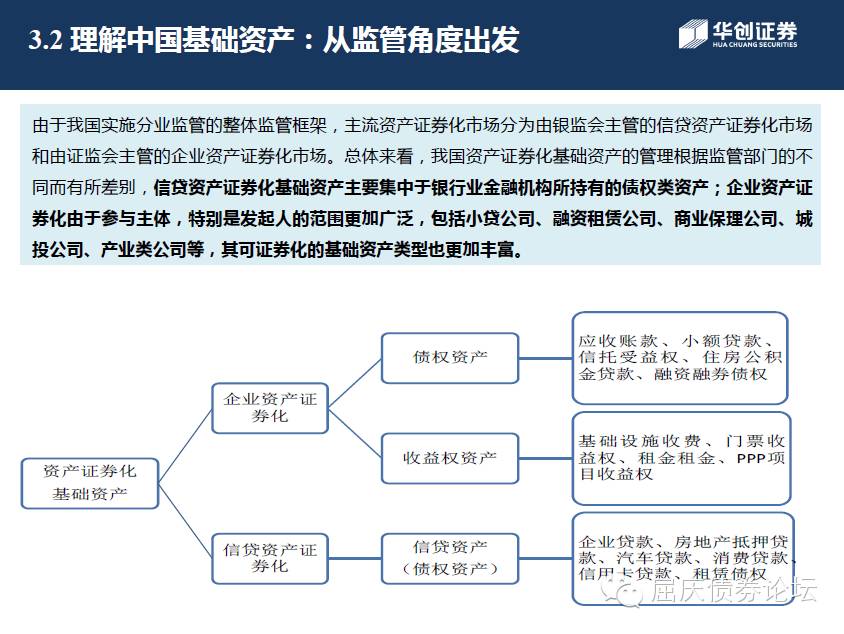 3.2 理解中国基础资产：从监管角度出发
华创证券
HUA CHUANG SECURITIES
由于我国实施分业监管的整体监管框架，主流资产证券化市场分为由银监会主管的信贷资产证券化市场
和由证监会主管的企业资产证券化市场。总体来看，我国资产证券化基础资产的管理根据监管部门的不
同而有所差别，信贷资产证券化基础资产主要集中于银行业金融机构所持有的债权类资产；企业资产证
券化由于参与主体，特别是发起人的范围更加广泛，包括小贷公司、融资租赁公司、商业保理公司、城
投公司、产业类公司等，其可证券化的基础资产类型也更加丰富。
资产证券化
基础资产
企业资产证
券化
债权资产
应收账款、小额贷款、
信托受益权、住房公积
金贷款、融资融券债权
收益权资产
基础设施收费、门票收
益权、租金租金、PPP项
目收益权
信贷资产证
券化
信贷资产
（债权资产）
企业贷款、房地产抵押贷
款、汽车贷款、消费贷款、
信用卡贷款、租赁债权
屈庆债券论坛